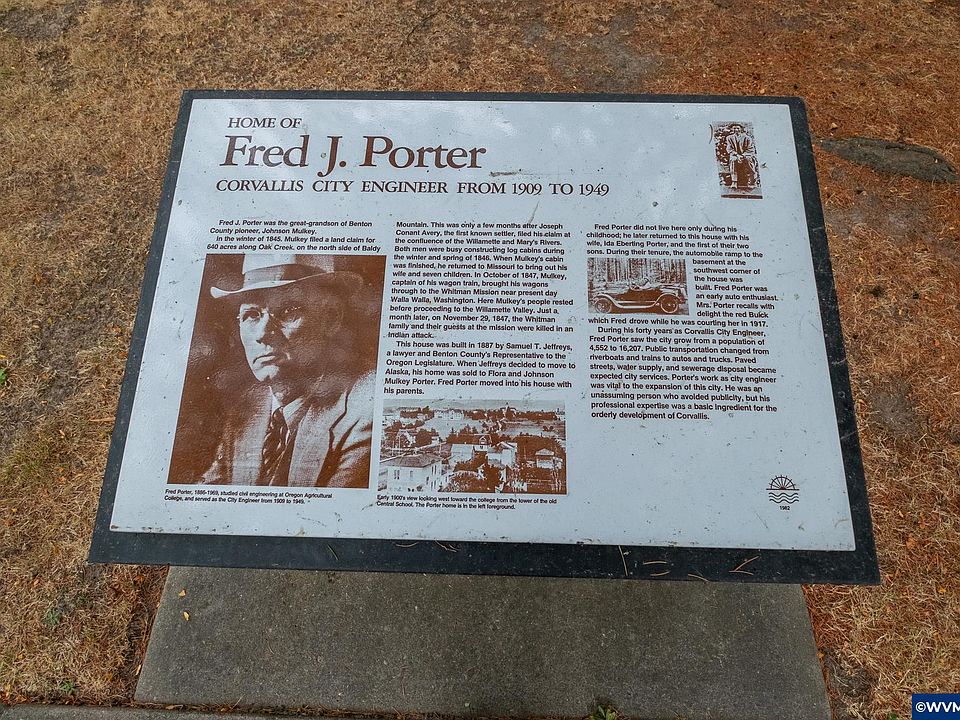 HOME OF
Fred J. Porter
CORVALLIS CITY ENGINEER FROM 1909 TO 1949
Fred J. Porter was the great-grandson of Benton
County pioneer, Johnson Mulkey.
In the winter of 1845. Mulkey filed a land claim for
640 acres along Oak Creek. on the north side of Baldy
Fred Porter, 1886-1969, studied civil engineering at Oregon Agricultural
College, and served as the City Engineer from 1909 to 1949.
Mountain. This was only a few months after Joseph
Conant Avery, the first known settler, filed his claim at
the confluence of the Willamette and Mary's Rivers.
Both men were busy constructing log cabins during
the winter and spring of 1846. When Mulkey's cabin
was finished, he returned to Missouri to bring out his
wife and seven children. In October of 1847, Mulkey,
captain of his wagon train, brought his wagons
through to the Whitman Mission near present day
Walla Walla, Washington. Here Mulkey's people rested
before proceeding to the Willamette Valley. Just a
month later, on November 29, 1847, the Whitman
family and their guests at the mission were killed in an
Indian attack.
This house was built in 1887 by Samuel T. Jeffreys,
a lawyer and Benton County's Representative to the
Oregon Legislature. When Jeffreys decided to move to
Alaska, his home was sold to Flora and Johnson
Mulkey Porter. Fred Porter moved into his house with
his parents.
Early 1900's view looking west toward the college from the tower of the old
Central School. The Porter home is in the left foreground.
Fred Porter did not live here only during his
childhood; he later returned to this house with his
wife, Ida Eberting Porter, and the first of their two
sons. During their tenure, the automobile ramp to the
basement at the
southwest corner of
the house was
built. Fred Porter was
an early auto enthusiast.
Mrs. Porter recalls with
delight the red Buick
which Fred drove while he was courting her in 1917.
During his forty years as Corvallis City Engineer,
Fred Porter saw the city grow from a population of
4,552 to 16,207. Public transportation changed from
riverboats and trains to autos and trucks. Paved
streets, water supply, and sewerage disposal became
expected city services. Porter's work as city engineer
was vital to the expansion of this city. He was an
unassuming person who avoided publicity, but his
professional expertise was a basic ingredient for the
orderly development of Corvallis.
1982
©WVM